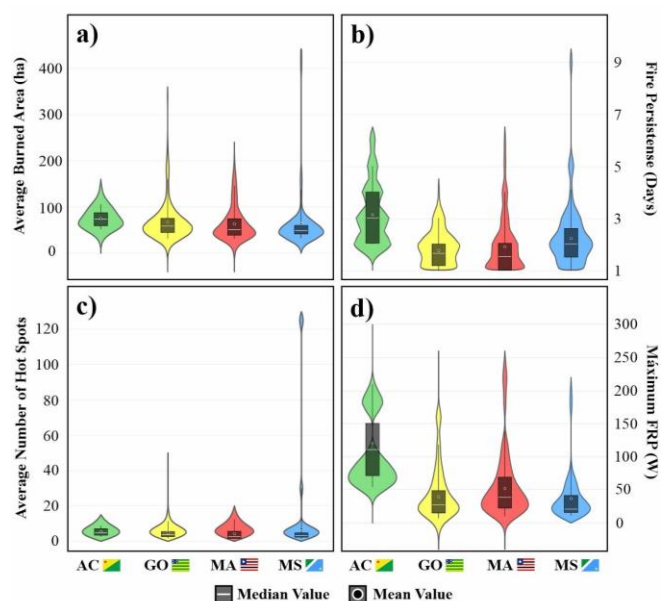 a)
b)
Average Burned Area (ha)
400
300
200
100
0
Fire Persistense (Days)
9
7
5
3
1
c)
d)
Average Number of Hot Spots
120
100
80
60
40
20
0
Máximum FRP (W)
300
250
200
150
100
50
0
AC GO MA MS AC GO MA MS
Median Value Mean Value